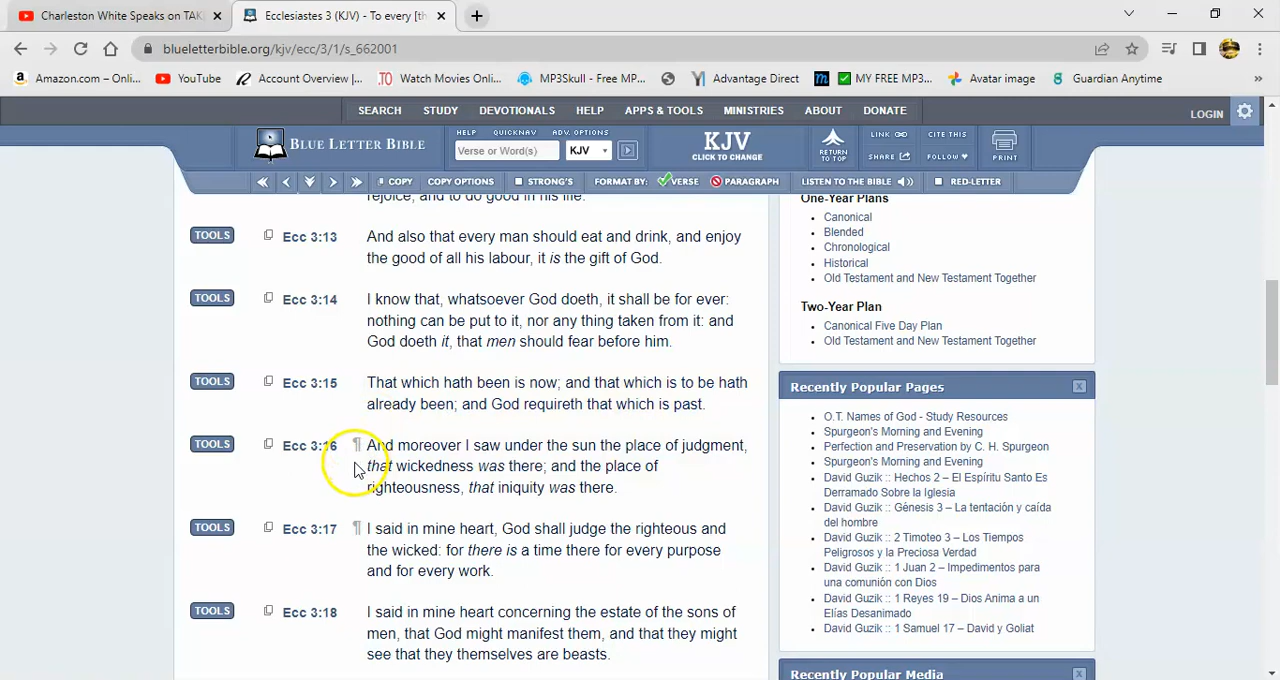 Charleston White Speaks on TAK
Ecclesiastes 3 (KJV) - To every [th
blueletterbible.org/kjv/ecc/3/1/s_662001
Amazon.com – Onli... YouTube Account Overview |... Watch Movies Onlin... MP3Skull - Free MP... Advantage Direct MY FREE MP3... Avatar image Guardian Anytime »
SEARCH STUDY DEVOTIONALS HELP APPS & TOOLS MINISTRIES ABOUT DONATE LOGIN
BLUE LETTER BIBLE
HELP QUICKNAV ADV. OPTIONS
Verse or Word(s) KJV
KJV
CLICK TO CHANGE
RETURN
TO TOP
LINK CITE THIS
SHARE FOLLOW
PRINT
COPY COPY OPTIONS STRONG'S FORMAT BY: VERSE PARAGRAPH LISTEN TO THE BIBLE RED-LETTER
rejoice, and to do good in his life.
TOOLS Ecc 3:13 And also that every man should eat and drink, and enjoy
the good of all his labour, it is the gift of God.
TOOLS Ecc 3:14 I know that, whatsoever God doeth, it shall be for ever:
nothing can be put to it, nor any thing taken from it: and
God doeth it, that men should fear before him.
TOOLS Ecc 3:15 That which hath been is now; and that which is to be hath
already been; and God requireth that which is past.
TOOLS Ecc 3:16 ¶ And moreover I saw under the sun the place of judgment,
that wickedness was there; and the place of
righteousness, that iniquity was there.
TOOLS Ecc 3:17 ¶ I said in mine heart, God shall judge the righteous and
the wicked: for there is a time there for every purpose
and for every work.
TOOLS Ecc 3:18 I said in mine heart concerning the estate of the sons of
men, that God might manifest them, and that they might
see that they themselves are beasts.
One-Year Plans
Canonical
Blended
Chronological
Historical
Old Testament and New Testament Together
Two-Year Plan
Canonical Five Day Plan
Old Testament and New Testament Together
Recently Popular Pages
O.T. Names of God - Study Resources
Spurgeon's Morning and Evening
Perfection and Preservation by C. H. Spurgeon
Spurgeon's Morning and Evening
David Guzik :: Hechos 2 – El Espíritu Santo Es
Derramado Sobre la Iglesia
David Guzik :: Génesis 3 – La tentación y caída
del hombre
David Guzik :: 2 Timoteo 3 – Los Tiempos
Peligrosos y la Preciosa Verdad
David Guzik :: 1 Juan 2 – Impedimentos para
una comunión con Dios
David Guzik :: 1 Reyes 19 – Dios Anima a un
Elías Desanimado
David Guzik :: 1 Samuel 17 – David y Goliat
Recently Popular Media